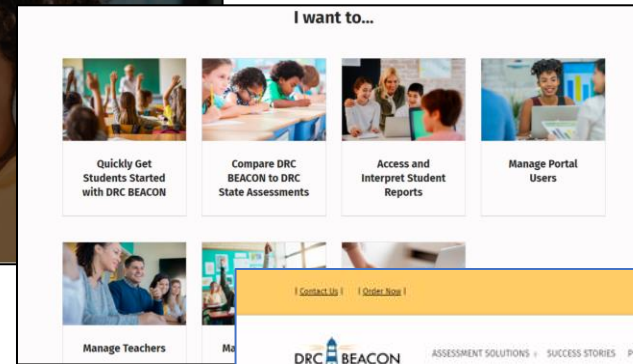 I want to...
Quickly Get
Students Started
with DRC BEACON
Compare DRC
BEACON to DRC
State Assessments
Access and
Interpret Student
Reports
Manage Portal
Users
Manage Teachers
| Contact Us | | Order Now |
DRC BEACON
ASSESSMENT SOLUTIONS
SUCCESS STORIES